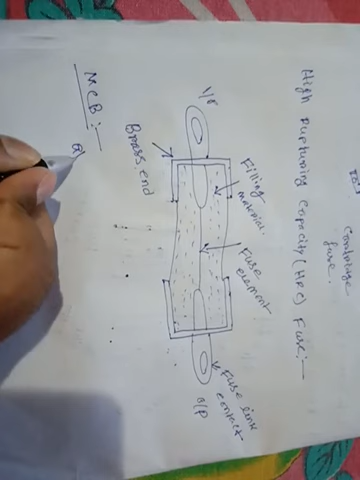 Cartridge
fuse.
High Rupturing Capacity (HRC) Fuse:-
I/P
Filling
material.
Fuse
element
Brass end
Fuse link
contact
O/P
MCB:-
a)